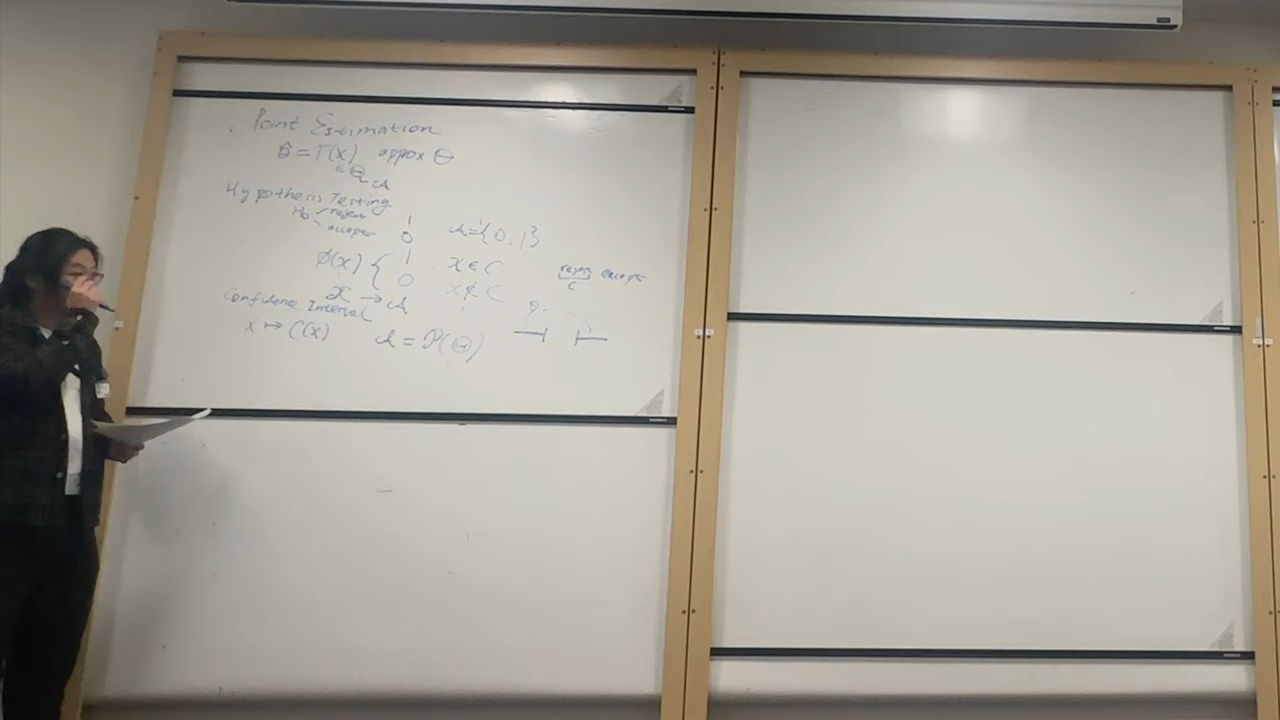 Point Estimation
θ̂ = T(X) approx θ
∈ Θ 𝒜
Hypothesis Testing
H₀ reject 1
accept 0 𝒜 = {0, 1}
φ(x) { 1 x ∈ C
0 x ∉ C
reject accept
C
𝒳 → 𝒜
Confidence Interval
x ↦ C(x) 𝒜 = 𝒫(Θ)